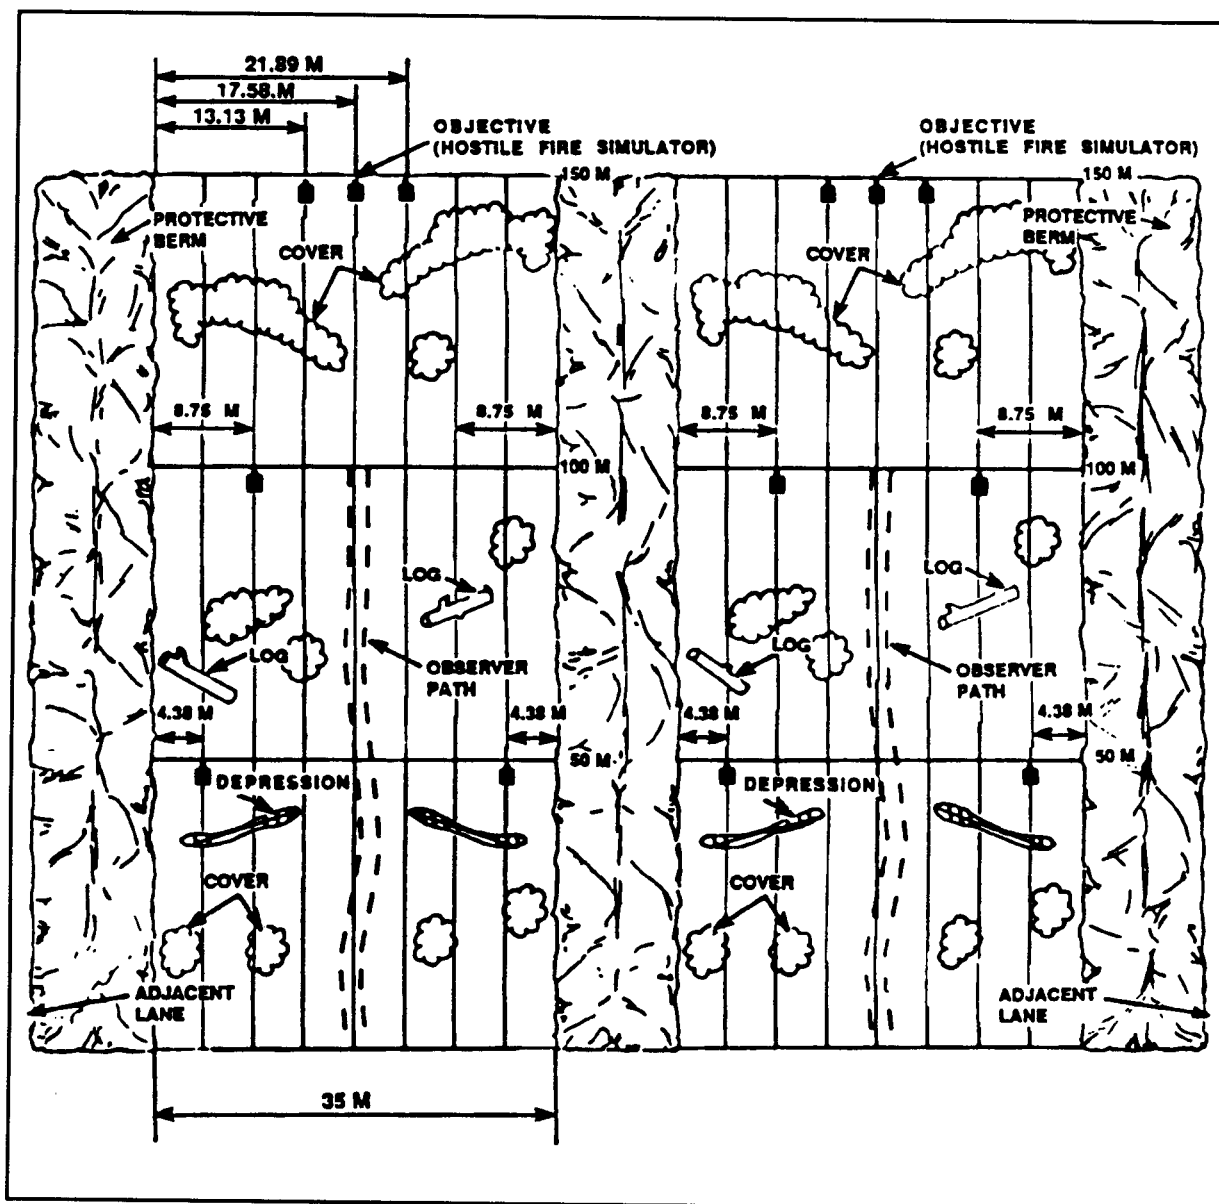 21.89 M
17.58.M
13.13 M
OBJECTIVE
(HOSTILE FIRE SIMULATOR)
OBJECTIVE
(HOSTILE FIRE SIMULATOR)
150 M
150 M
PROTECTIVE
BERM
COVER
COVER
PROTECTIVE
BERM
8.75 M
8.75 M
8.75 M
8.75 M
100 M
100 M
LOG
LOG
LOG
OBSERVER
PATH
LOG
OBSERVER
PATH
4.38 M
4.38 M
4.38 M
4.38 M
50 M
50 M
DEPRESSION
DEPRESSION
COVER
COVER
ADJACENT
LANE
ADJACENT
LANE
35 M